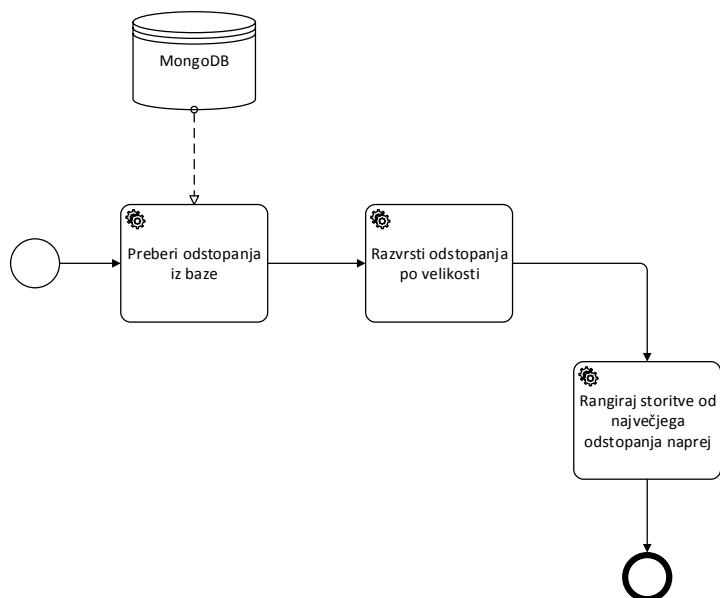 MongoDB
Preberi odstopanja
iz baze
Razvrsti odstopanja
po velikosti
Rangiraj storitve od
največjega
odstopanja naprej